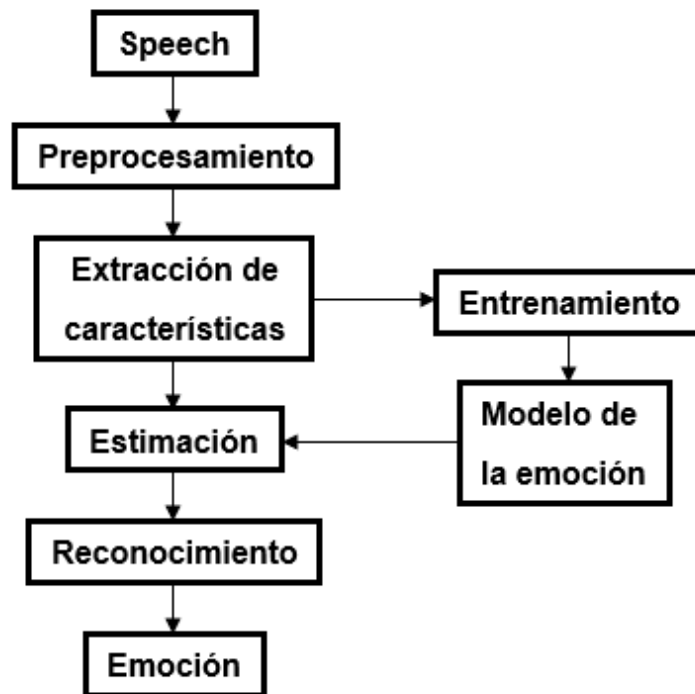 Speech
Preprocesamiento
Extracción de
características
Entrenamiento
Modelo de
la emoción
Estimación
Reconocimiento
Emoción